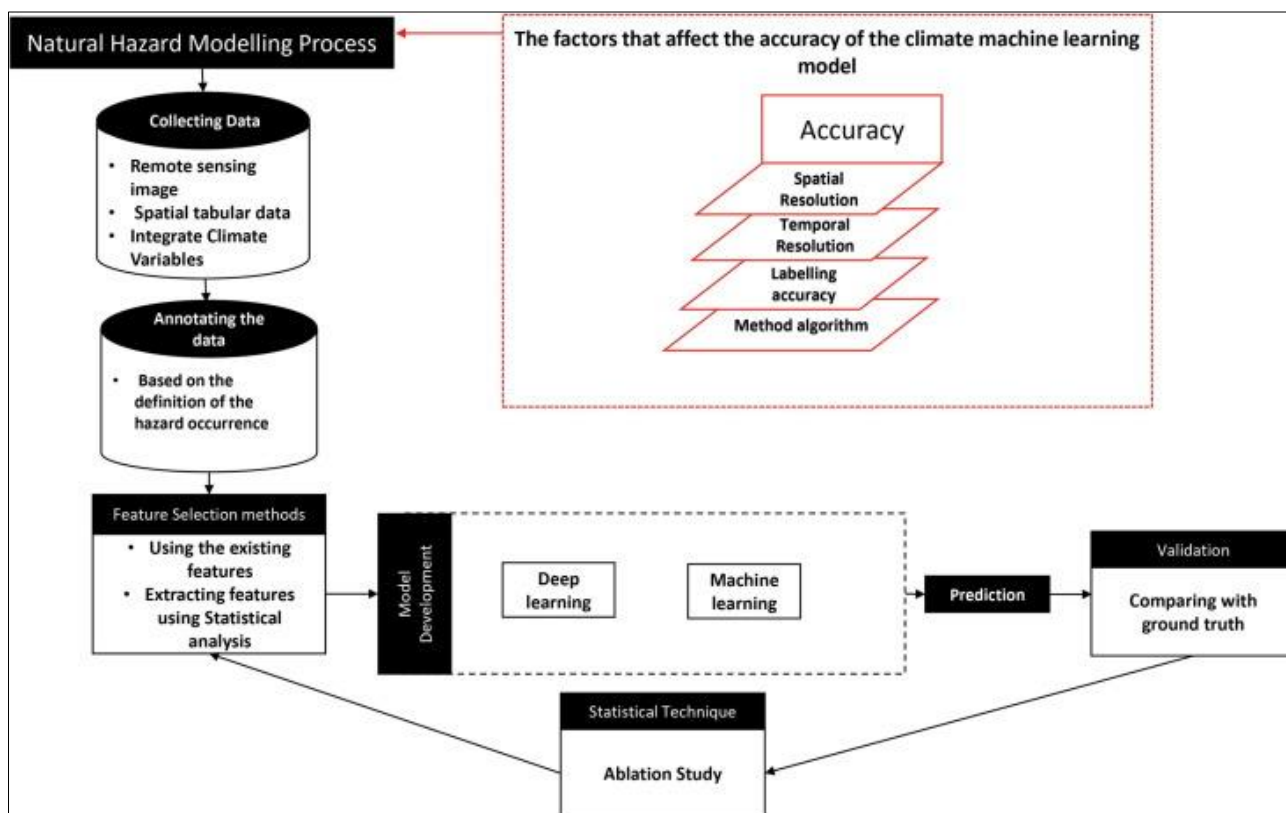 Natural Hazard Modelling Process
The factors that affect the accuracy of the climate machine learning
model
Accuracy
Spatial
Resolution
Temporal
Resolution
Labelling
accuracy
Method algorithm
Collecting Data
• Remote sensing
image
• Spatial tabular data
• Integrate Climate
Variables
Annotating the
data
• Based on the
definition of the
hazard occurrence
Feature Selection methods
• Using the existing
features
• Extracting features
using Statistical
analysis
Model
Development
Deep
learning
Machine
learning
Prediction
Validation
Comparing with
ground truth
Statistical Technique
Ablation Study